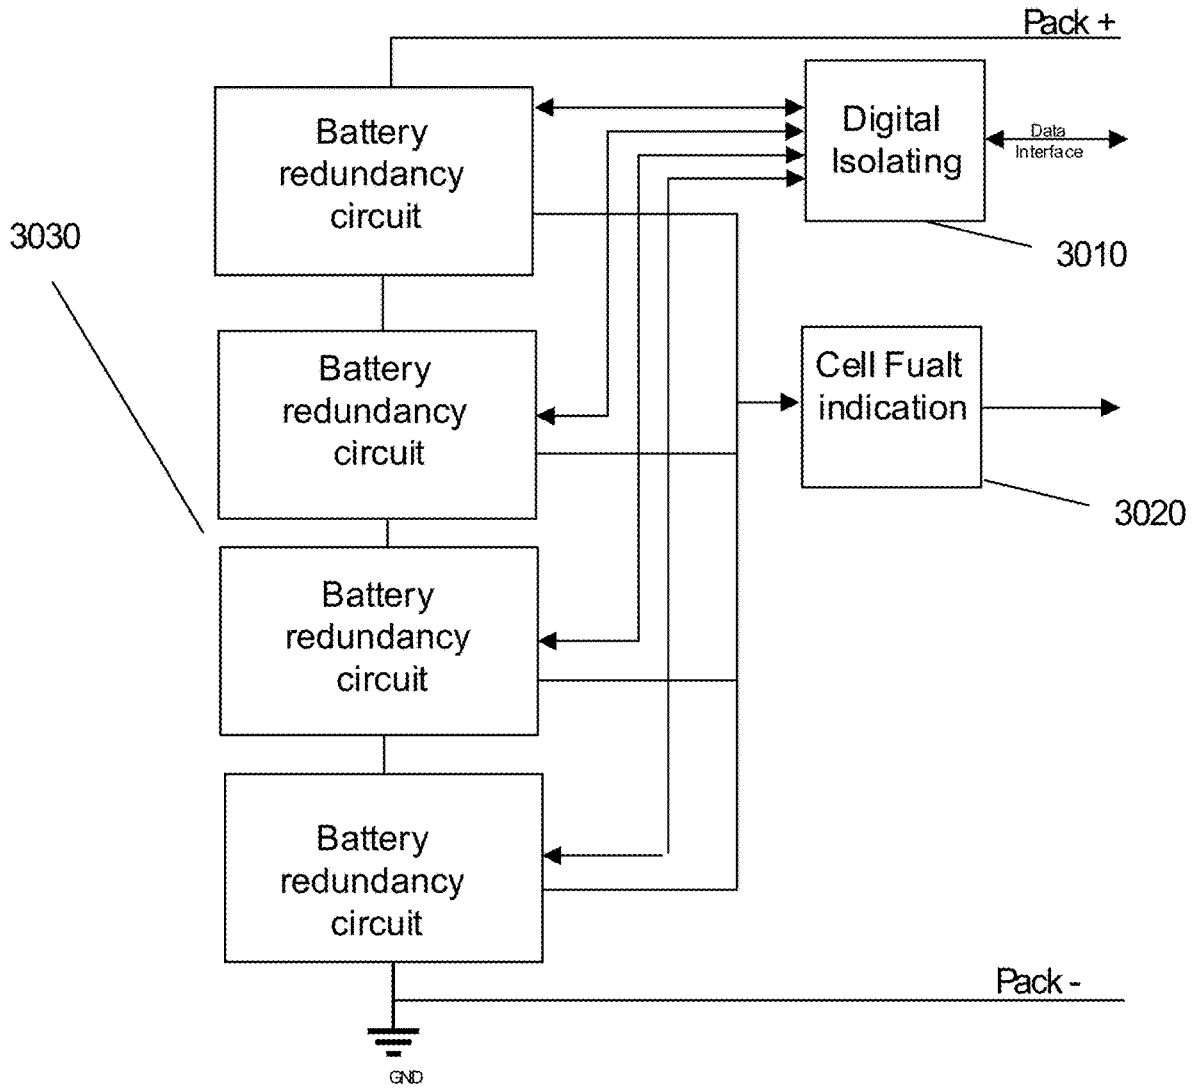 Pack +
Battery
redundancy
circuit
Digital
Isolating
Data
Interface
3030
3010
Battery
redundancy
circuit
Cell Fualt
indication
3020
Battery
redundancy
circuit
Battery
redundancy
circuit
Pack -
GND